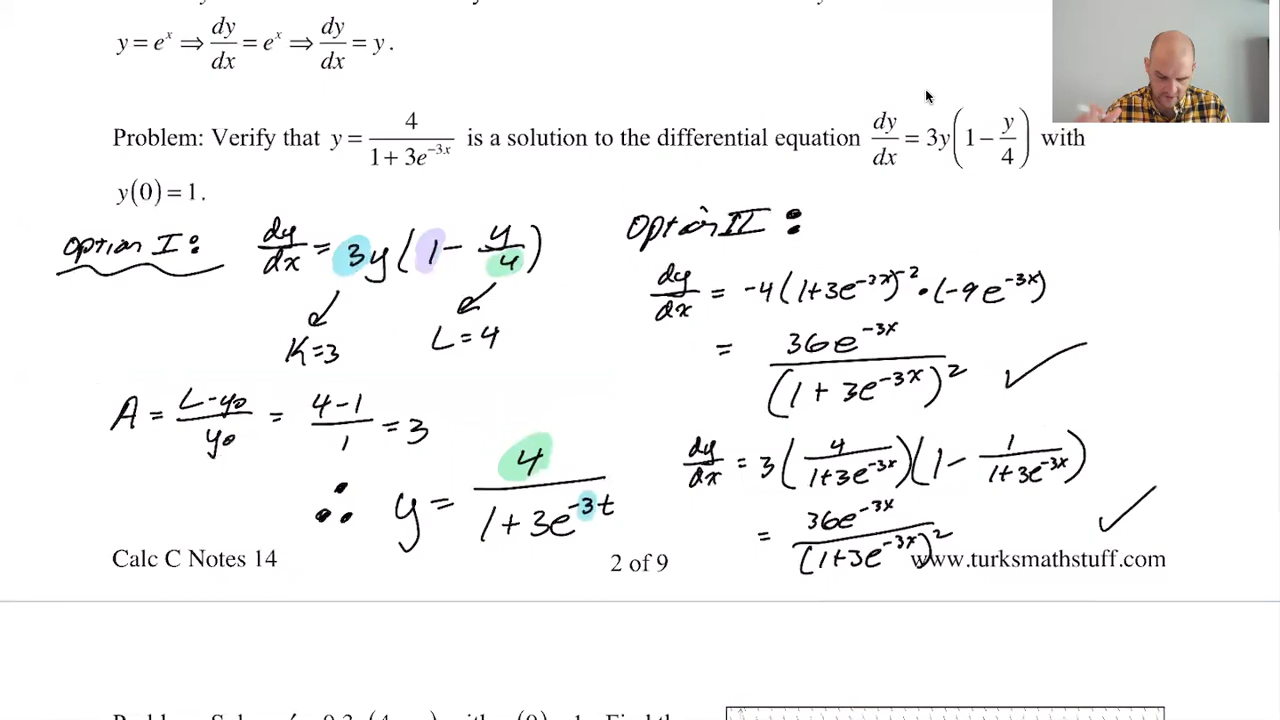 y = e^x ⇒ dy/dx = e^x ⇒ dy/dx = y.
Problem: Verify that y = 4/(1 + 3e^{-3x}) is a solution to the differential equation dy/dx = 3y(1 − y/4) with
y(0) = 1.
Option I:
dy/dx = 3y(1 − y/4)
K=3
L=4
A = (L-y₀)/y₀ = (4-1)/1 = 3
∴ y = 4/(1+3e^{-3t})
Option II:
dy/dx = -4(1+3e^{-3x})^{-2} • (-9e^{-3x})
= 36e^{-3x}/(1+3e^{-3x})^2 ✓
dy/dx = 3(4/(1+3e^{-3x}))(1 − 1/(1+3e^{-3x}))
= 36e^{-3x}/(1+3e^{-3x})^2 ✓
Calc C Notes 14
2 of 9
www.turksmathstuff.com